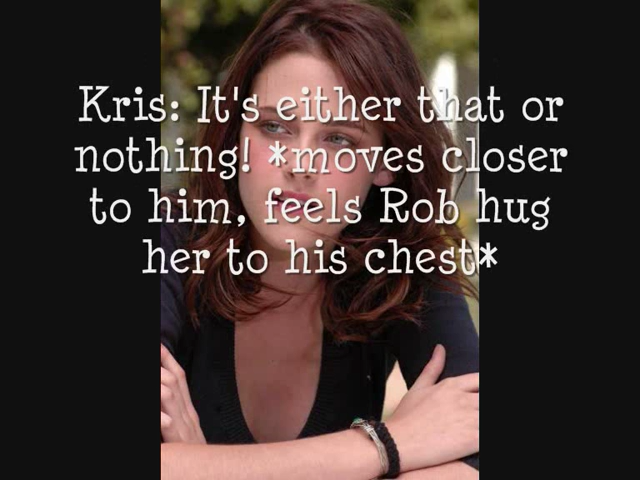 Kris: It's either that or
nothing! *moves closer
to him, feels Rob hug
her to his chest*